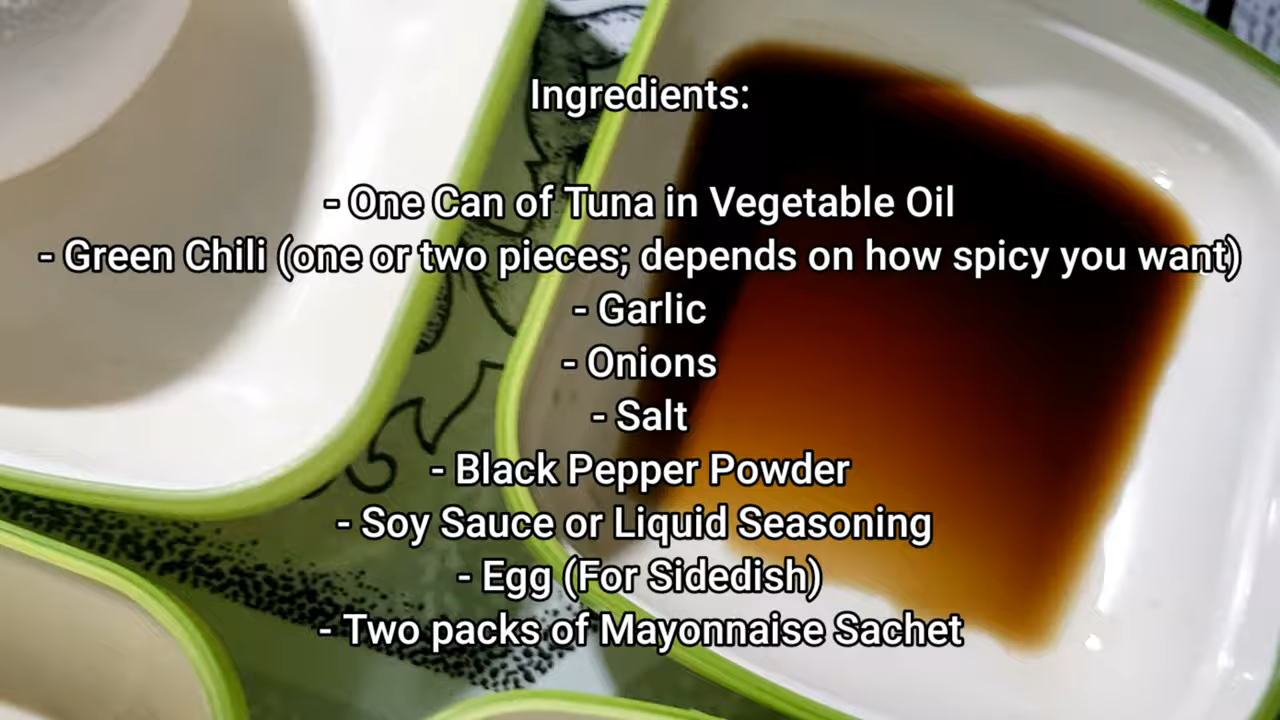 Ingredients:
- One Can of Tuna in Vegetable Oil
- Green Chili (one or two pieces; depends on how spicy you want)
- Garlic
- Onions
- Salt
- Black Pepper Powder
- Soy Sauce or Liquid Seasoning
- Egg (For Sidedish)
- Two packs of Mayonnaise Sachet